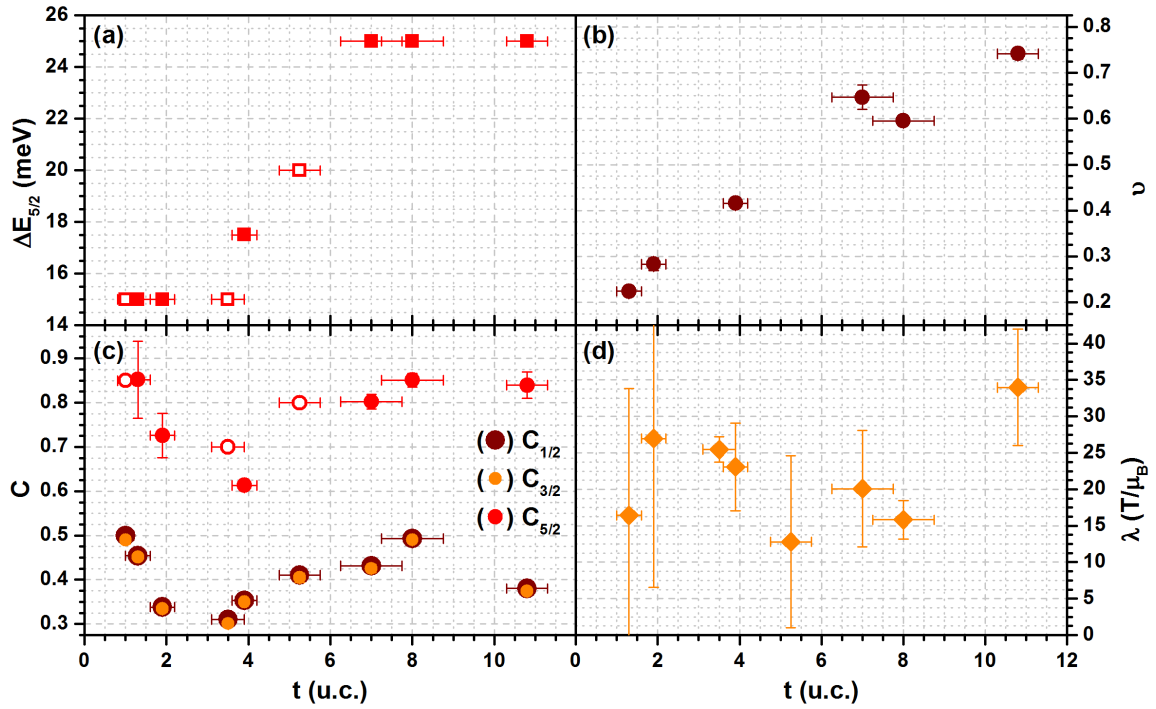 (a)
26
24
22
20
18
16
14
ΔE5/2 (meV)
(b)
0.8
0.7
0.6
0.5
0.4
0.3
0.2
υ
(c)
0.9
0.8
0.7
0.6
0.5
0.4
0.3
C
( ) C1/2
( ) C3/2
( ) C5/2
0 2 4 6 8 10
t (u.c.)
(d)
40
35
30
25
20
15
10
5
0
λ (T/μB)
0 2 4 6 8 10 12
t (u.c.)